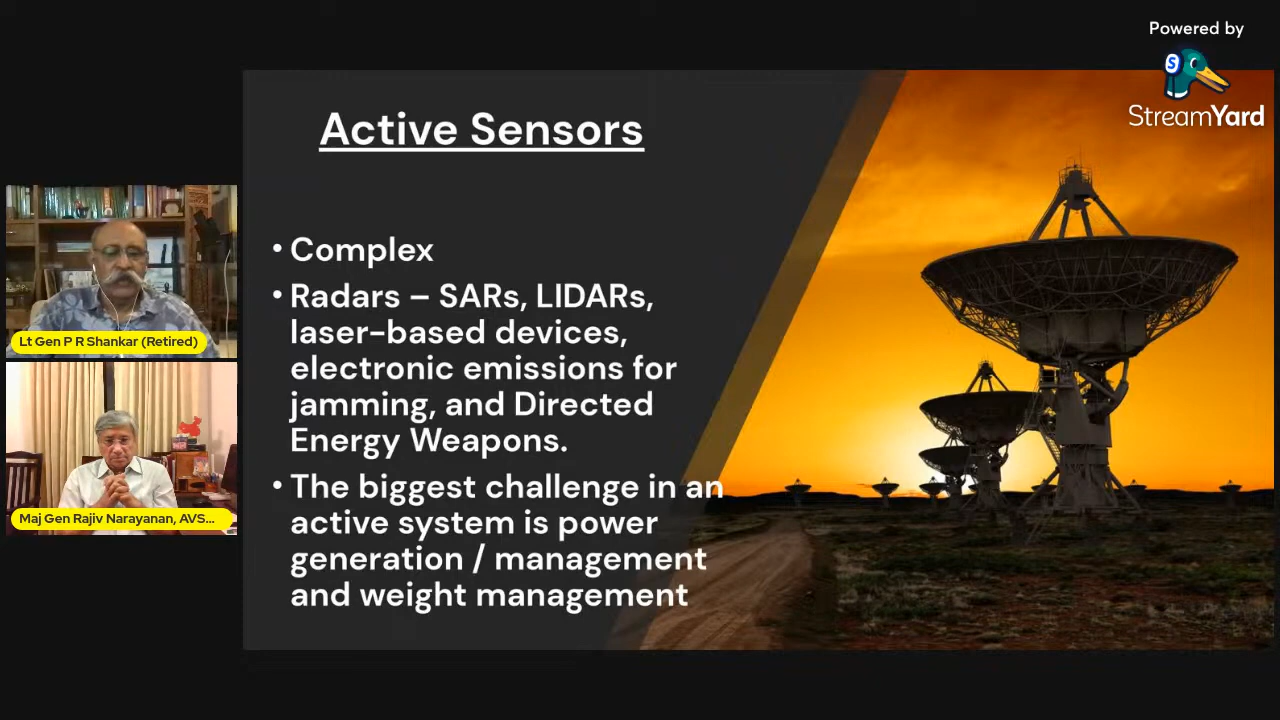 Powered by
StreamYard
Active Sensors
• Complex
• Radars – SARs, LIDARs,
laser-based devices,
electronic emissions for
jamming, and Directed
Energy Weapons.
• The biggest challenge in an
active system is power
generation / management
and weight management
Lt Gen P R Shankar (Retired)
Maj Gen Rajiv Narayanan, AVS...